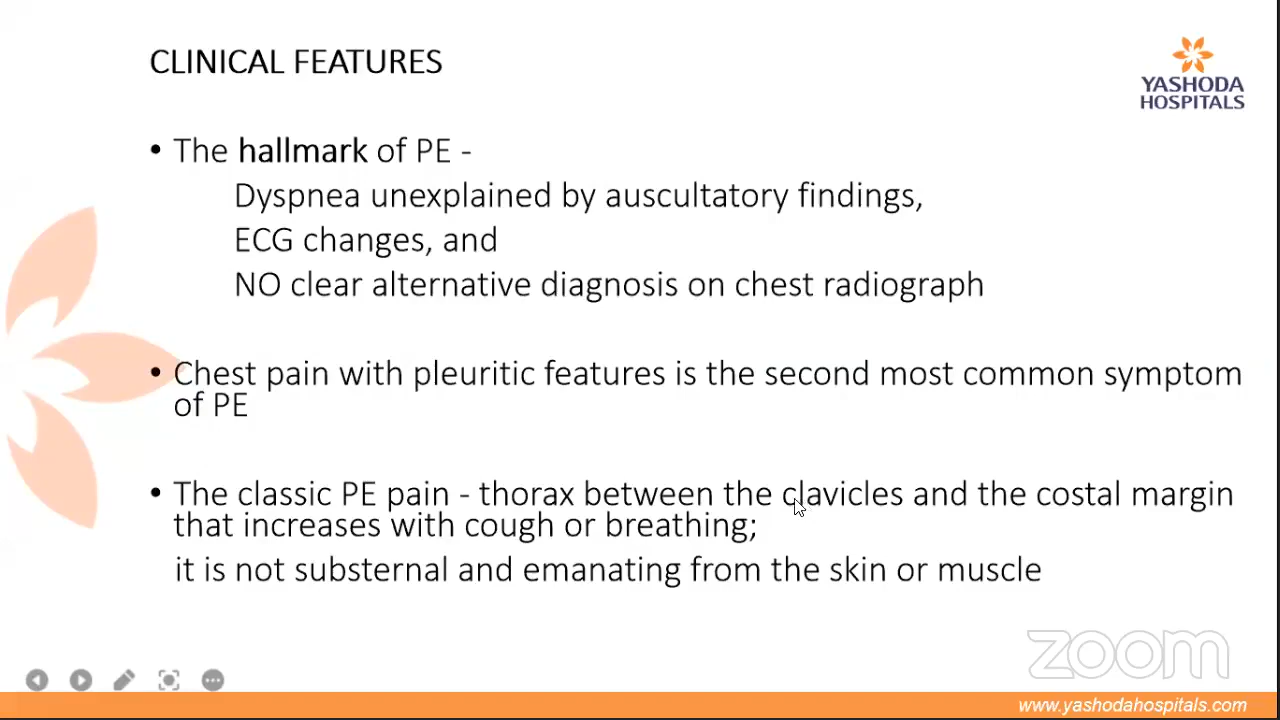 CLINICAL FEATURES
YASHODA
HOSPITALS
• The hallmark of PE -
Dyspnea unexplained by auscultatory findings,
ECG changes, and
NO clear alternative diagnosis on chest radiograph
• Chest pain with pleuritic features is the second most common symptom
of PE
• The classic PE pain - thorax between the clavicles and the costal margin
that increases with cough or breathing;
it is not substernal and emanating from the skin or muscle
zoom
www.yashodahospitals.com